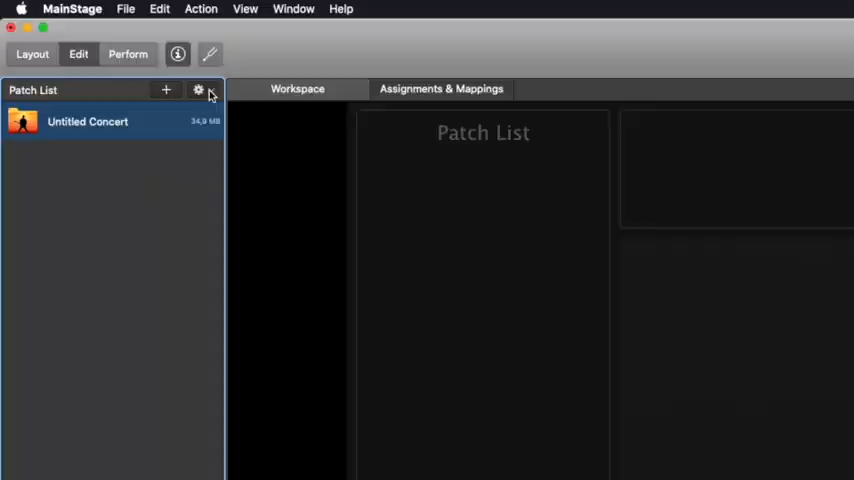 MainStage File Edit Action View Window Help
Layout Edit Perform
Patch List Workspace Assignments & Mappings
Untitled Concert 34,9 MB
Patch List